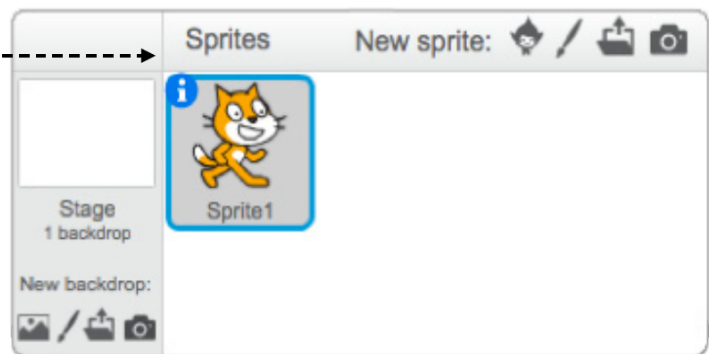 Sprites New sprite:
Sprite1
Stage
1 backdrop
New backdrop: